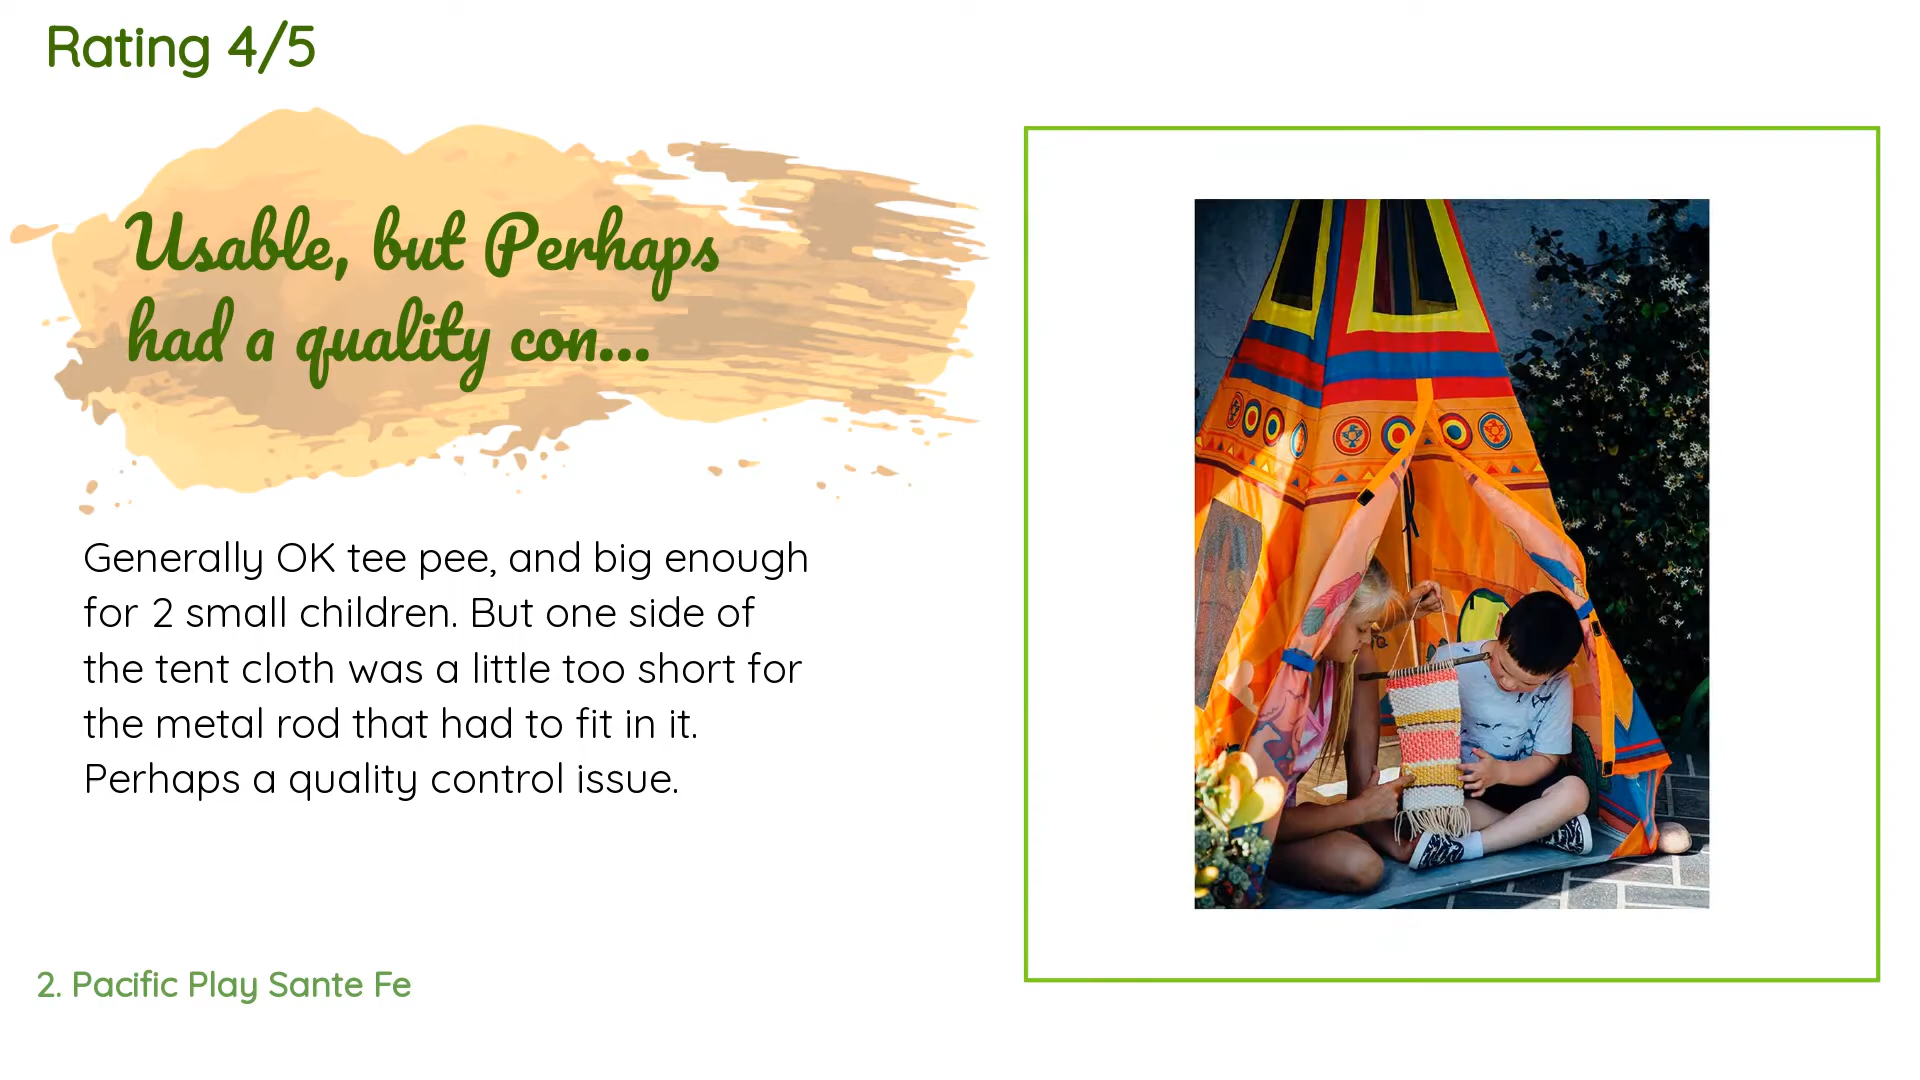 Rating 4/5
Usable, but Perhaps
had a quality con...
Generally OK tee pee, and big enough
for 2 small children. But one side of
the tent cloth was a little too short for
the metal rod that had to fit in it.
Perhaps a quality control issue.
2. Pacific Play Sante Fe